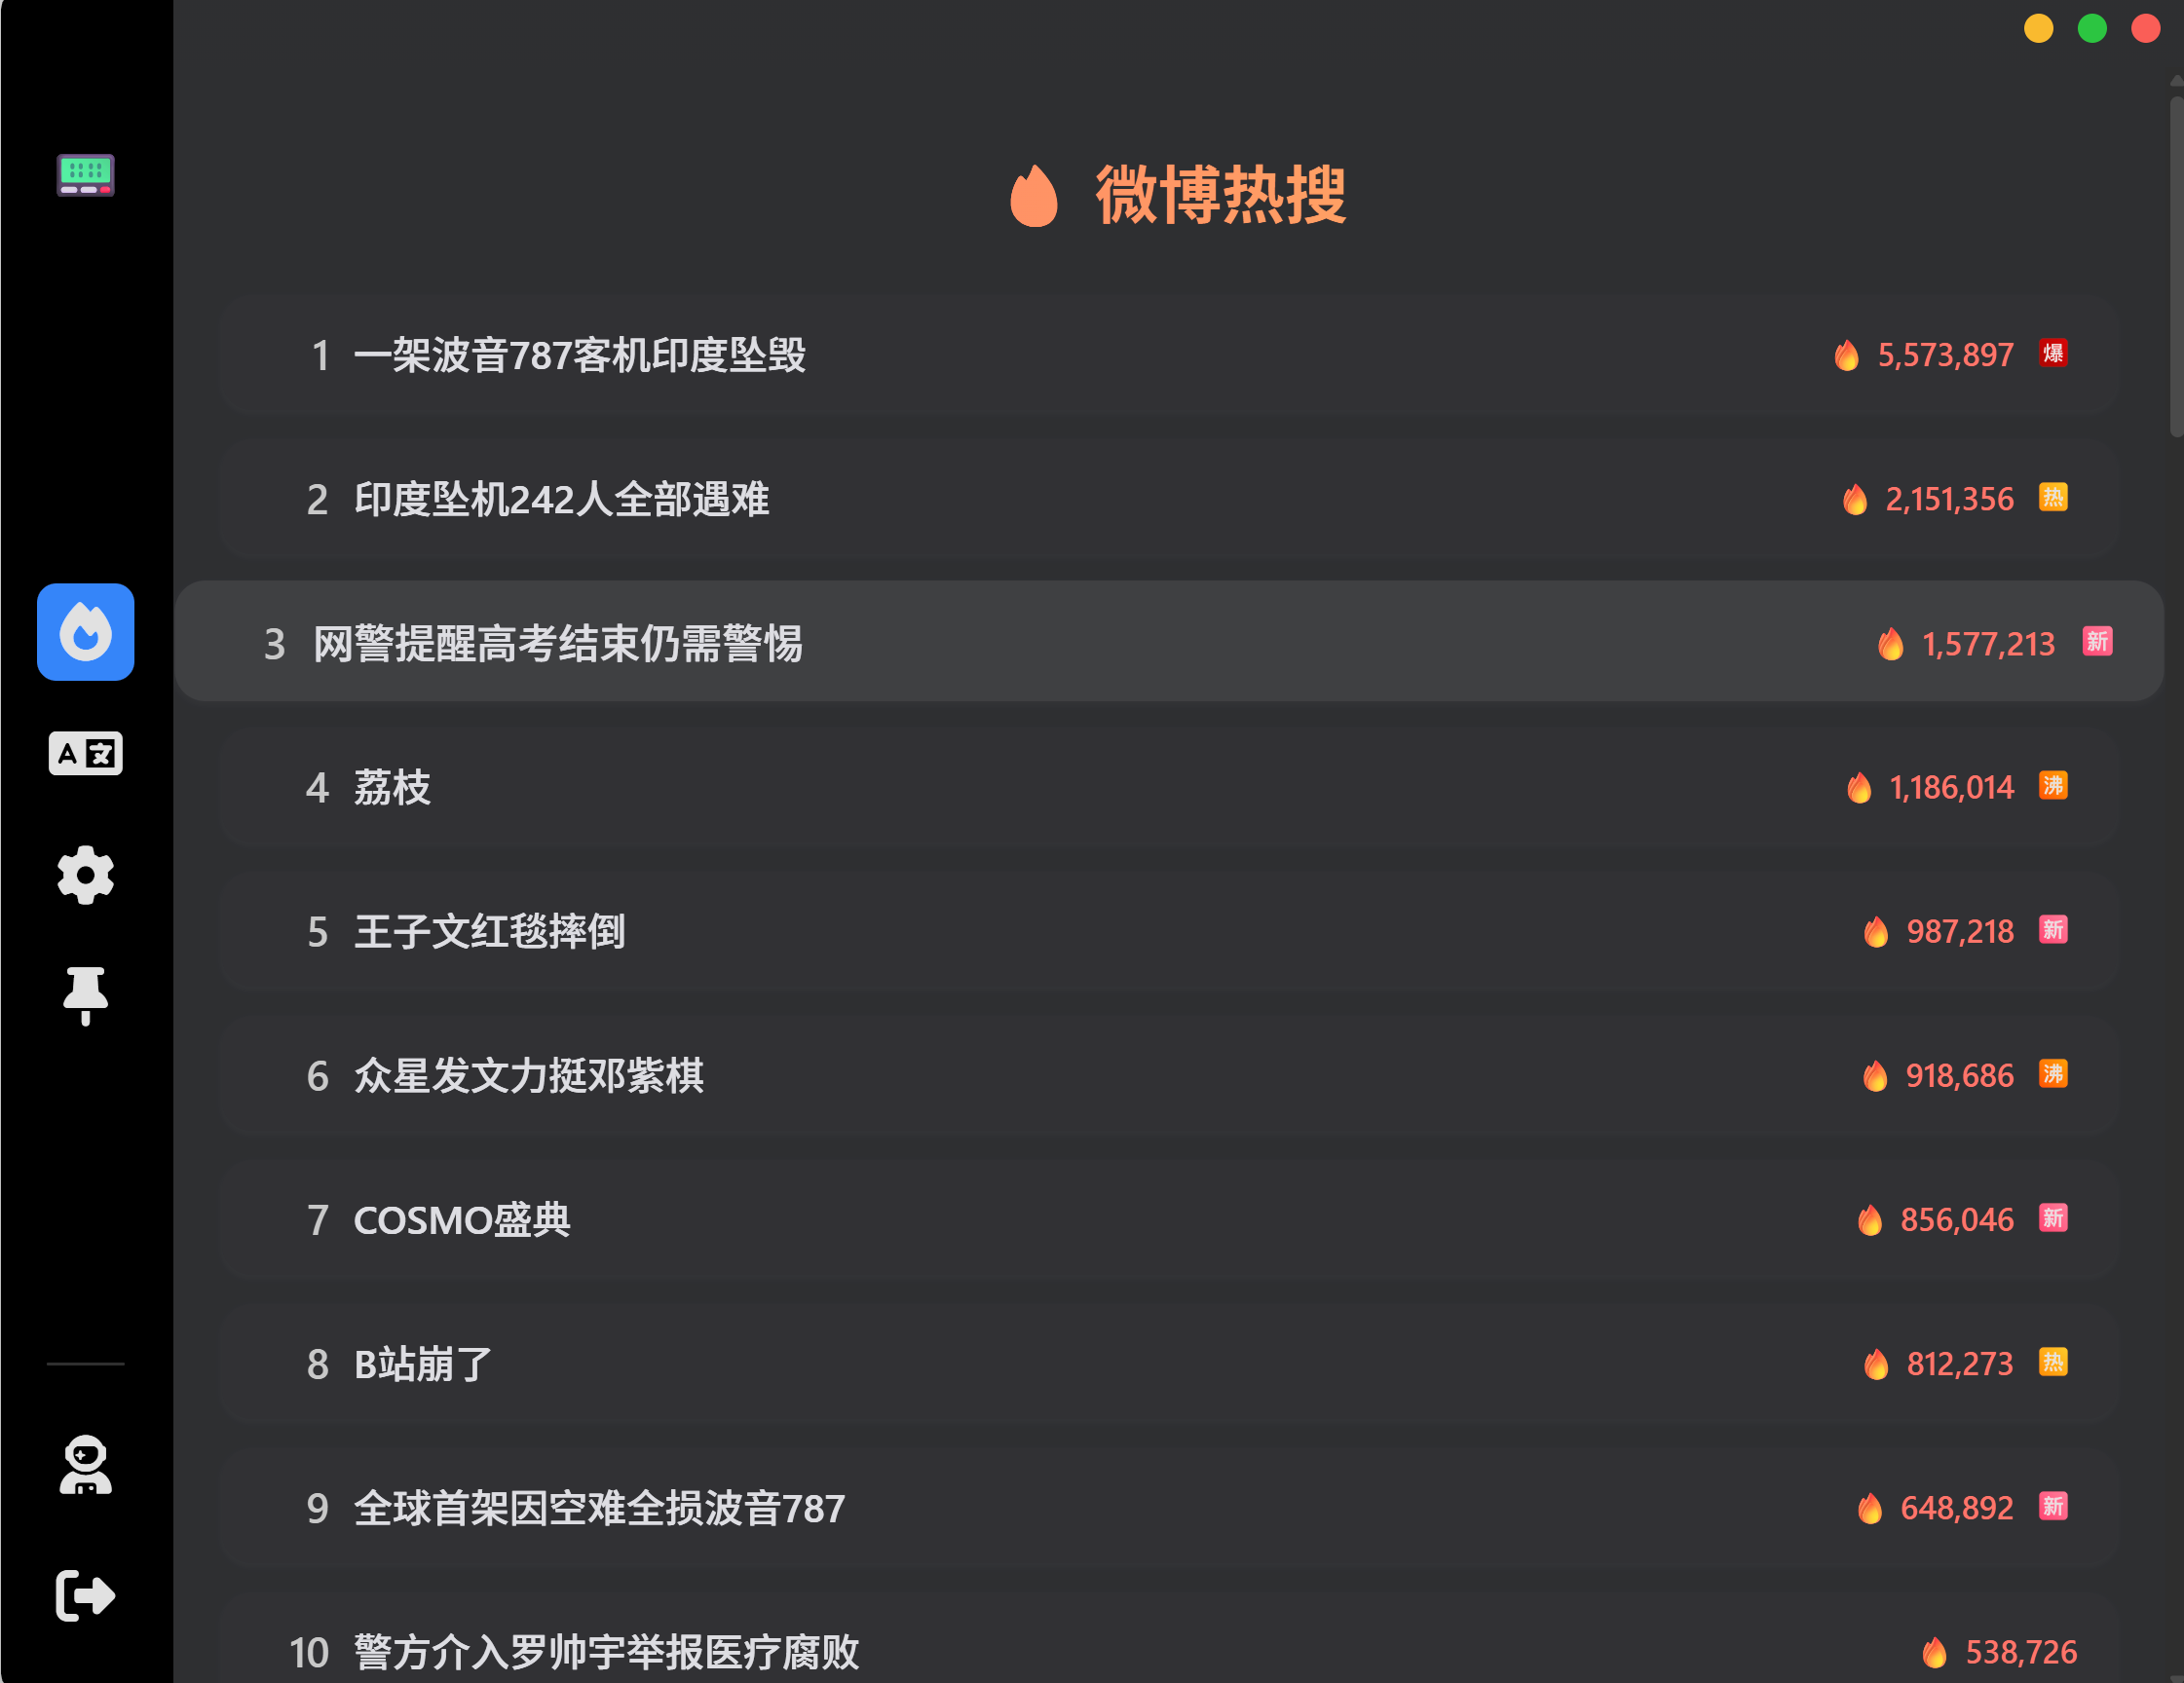 微博热搜
1 一架波音787客机印度坠毁 5,573,897 爆
2 印度坠机242人全部遇难 2,151,356 热
3 网警提醒高考结束仍需警惕 1,577,213 新
A 文
4 荔枝 1,186,014 沸
5 王子文红毯摔倒 987,218 新
6 众星发文力挺邓紫棋 918,686 沸
7 COSMO盛典 856,046 新
8 B站崩了 812,273 热
9 全球首架因空难全损波音787 648,892 新
10 警方介入罗帅宇举报医疗腐败 538,726